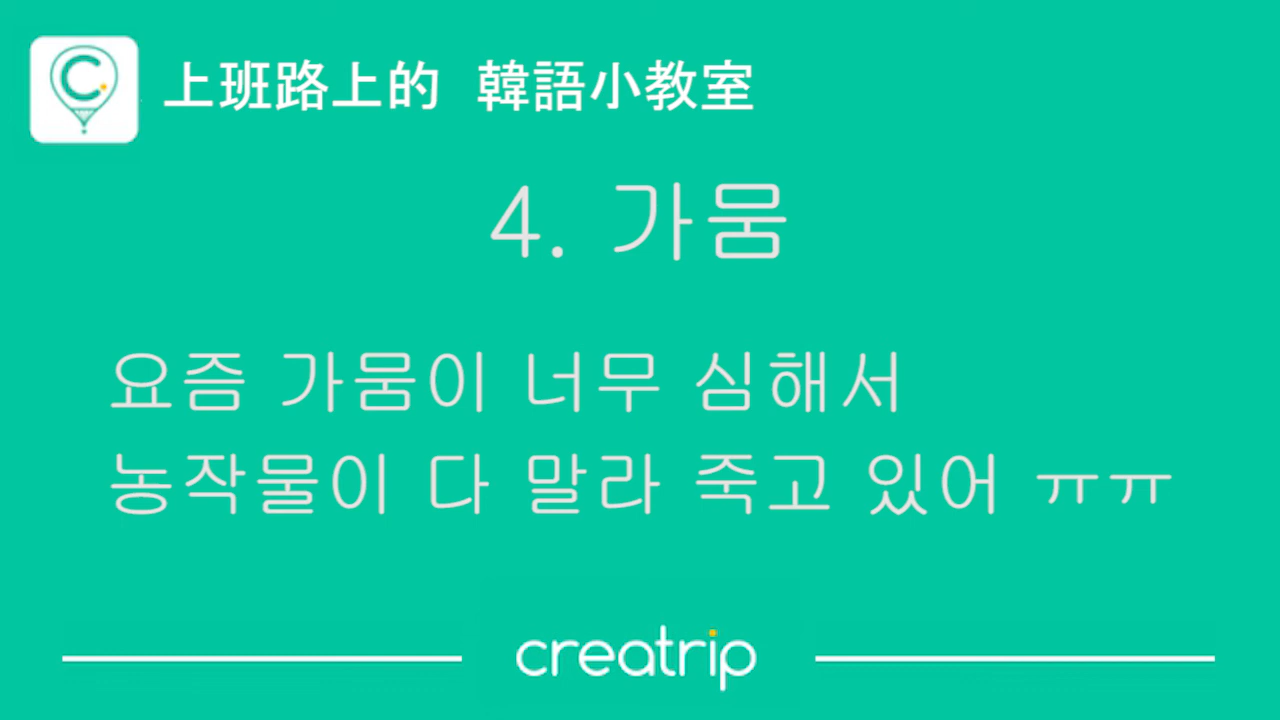 上班路上的 韓語小教室
4. 가뭄
요즘 가뭄이 너무 심해서
농작물이 다 말라 죽고 있어 ㅠㅠ
creatrip